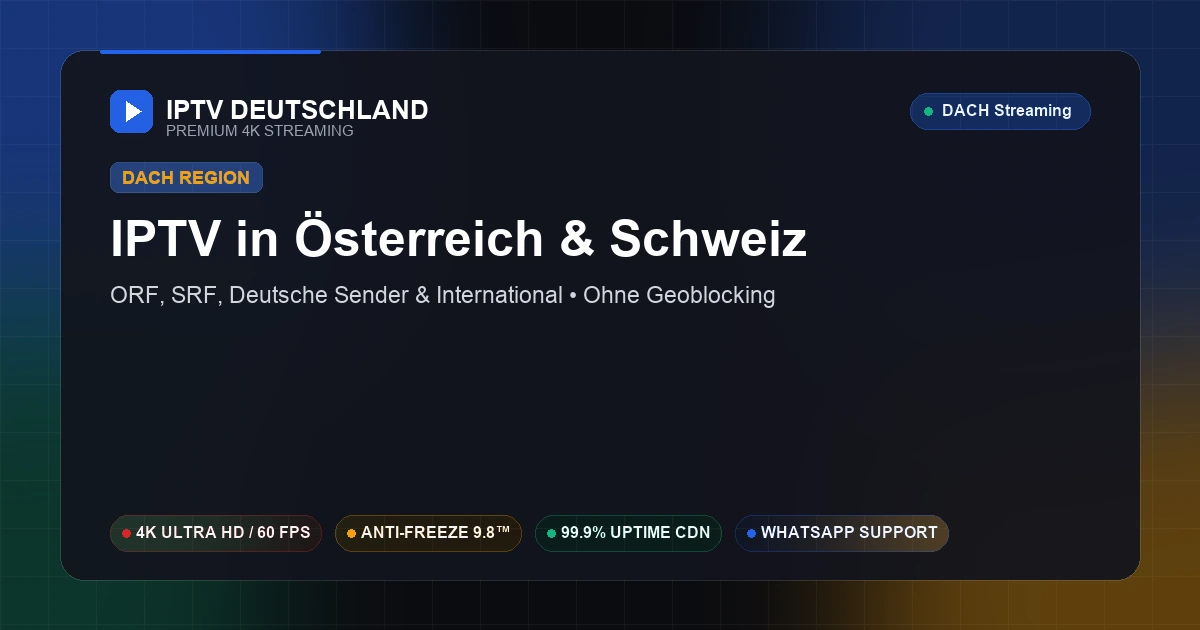 IPTV DEUTSCHLAND
PREMIUM 4K STREAMING
DACH Streaming
DACH REGION
IPTV in Österreich & Schweiz
ORF, SRF, Deutsche Sender & International • Ohne Geoblocking
4K ULTRA HD / 60 FPS
ANTI-FREEZE 9.8™
99.9% UPTIME CDN
WHATSAPP SUPPORT